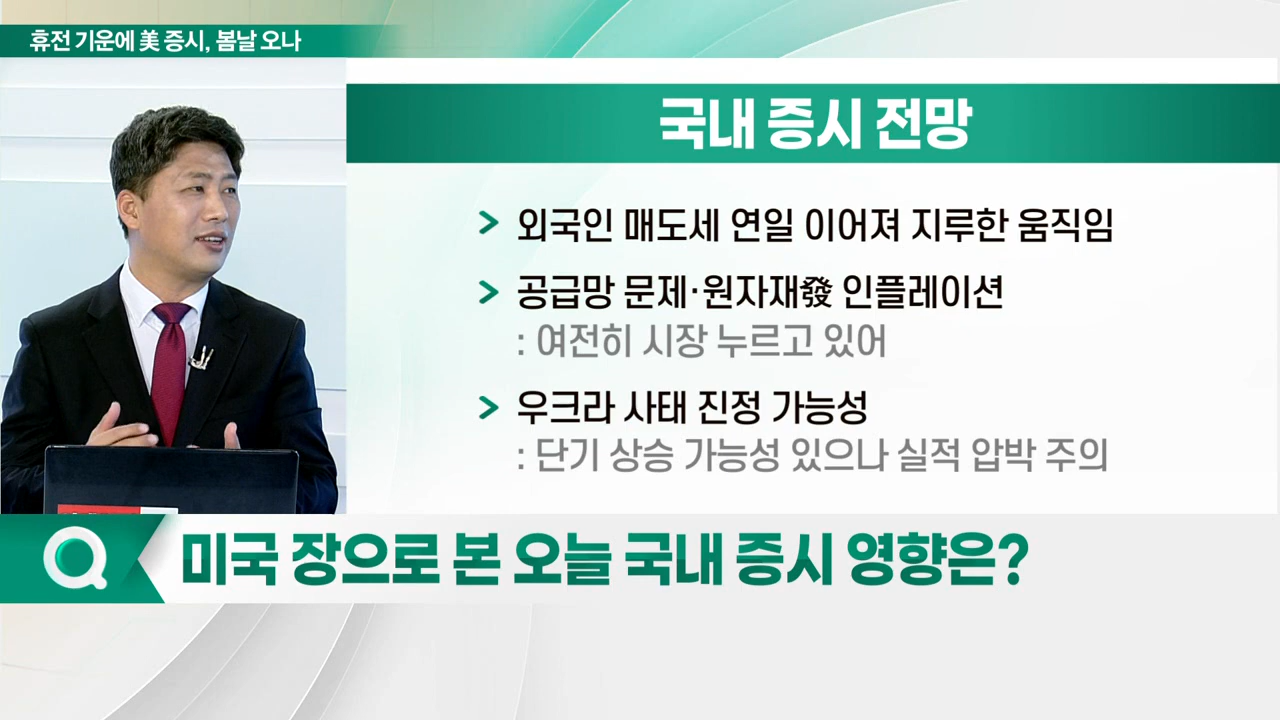 휴전 기운에 美 증시, 봄날 오나
국내 증시 전망
> 외국인 매도세 연일 이어져 지루한 움직임
> 공급망 문제·원자재發 인플레이션
: 여전히 시장 누르고 있어
> 우크라 사태 진정 가능성
: 단기 상승 가능성 있으나 실적 압박 주의
미국 장으로 본 오늘 국내 증시 영향은?